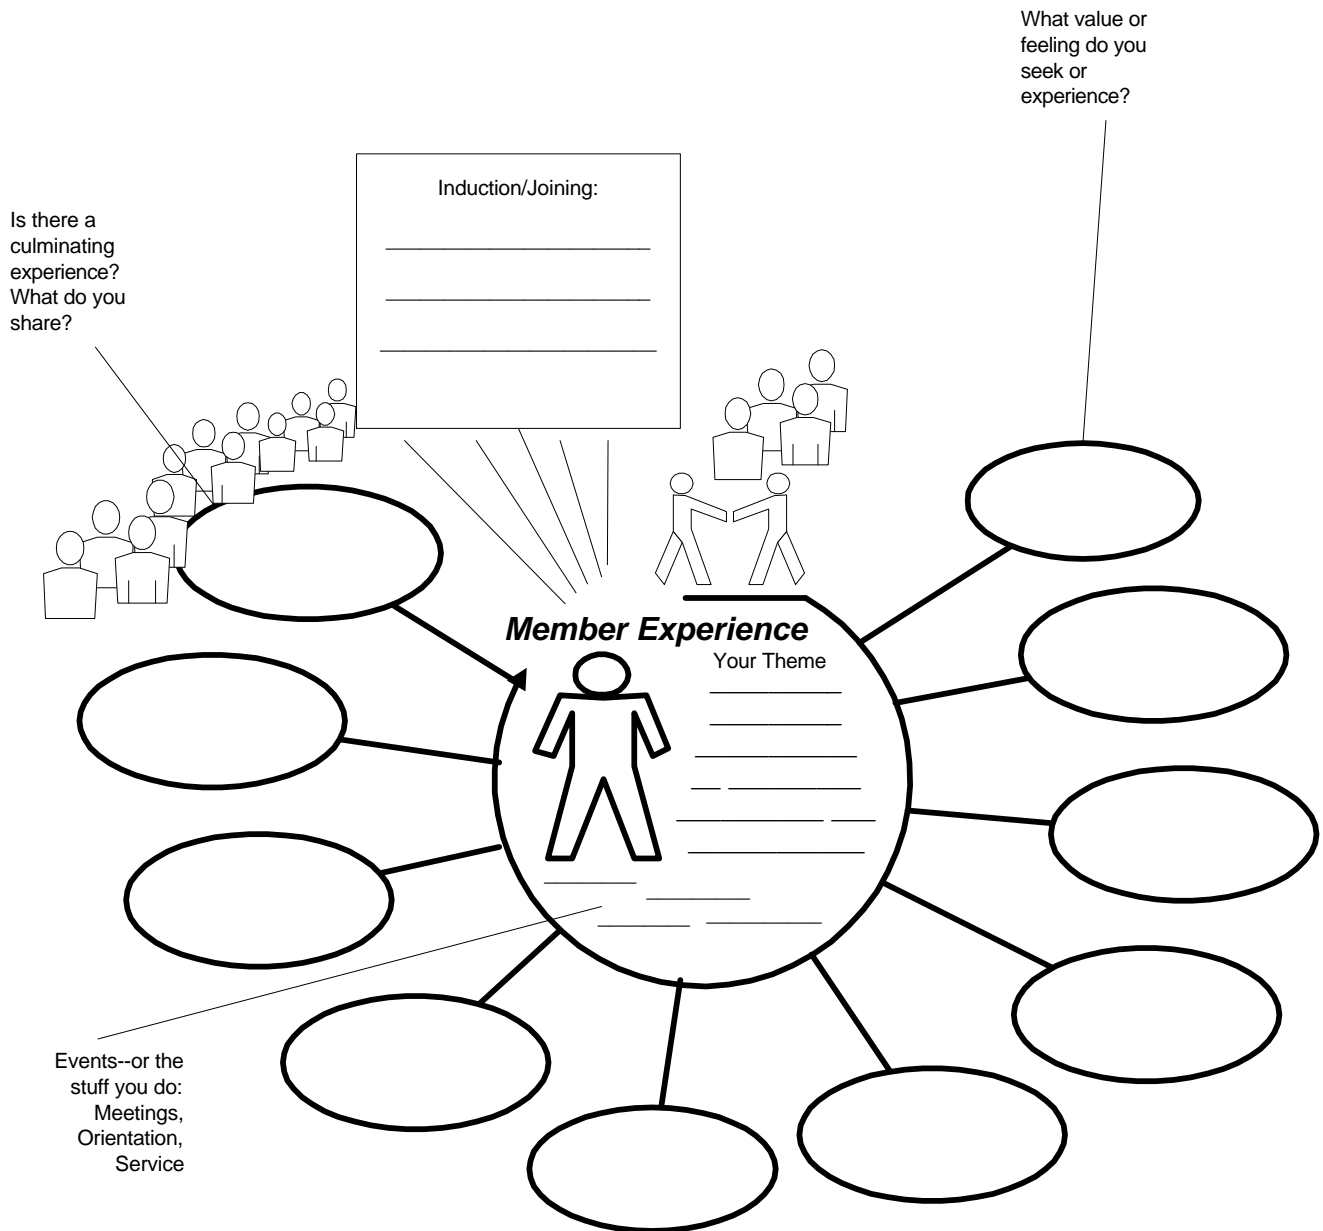 What value or
feeling do you
seek or
experience?
Induction/Joining:
Is there a
culminating
experience?
What do you
share?
Member Experience
Your Theme
Events--or the
stuff you do:
Meetings,
Orientation,
Service